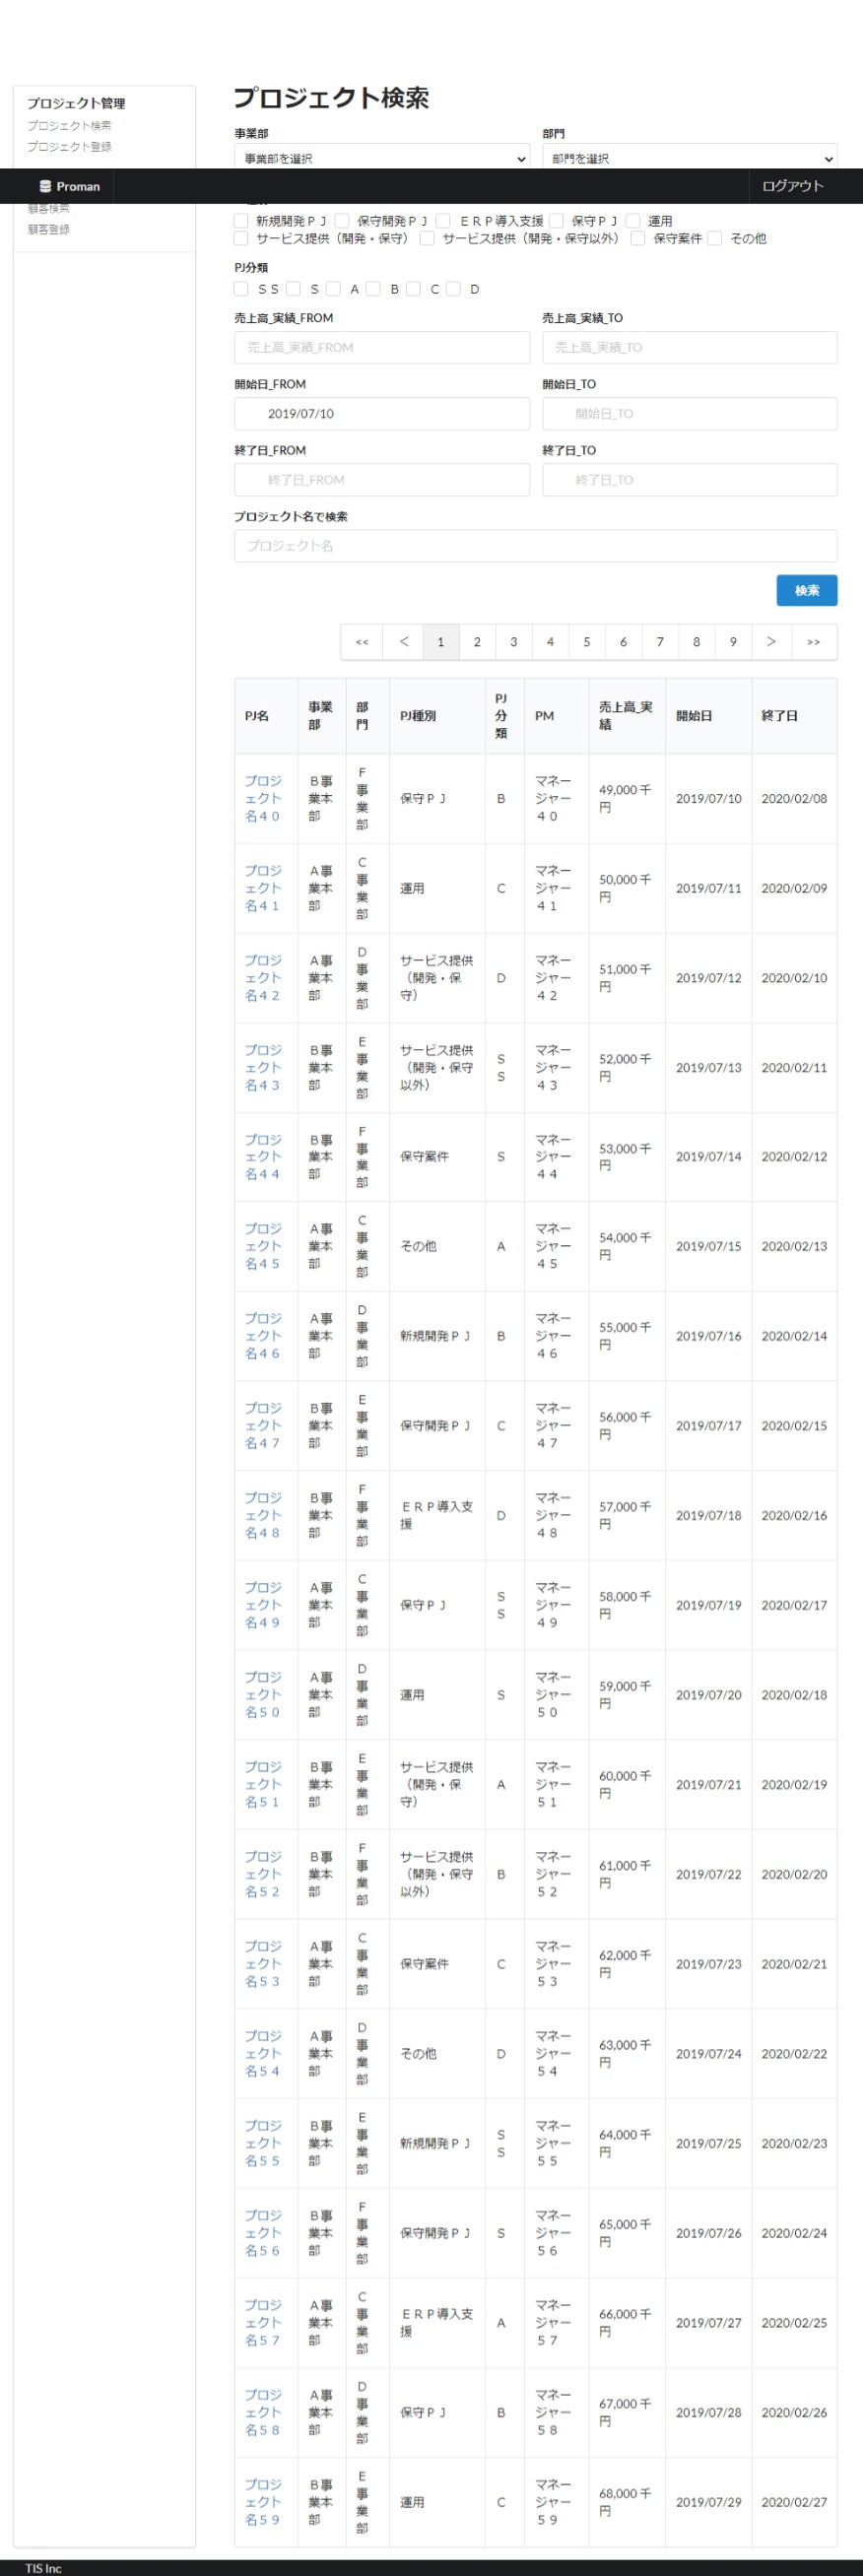 プロジェクト管理
プロジェクト検索
プロジェクト登録
プロジェクト検索
事業部
部門
事業部を選択
部門を選択
Proman
ログアウト
顧客検索
顧客登録
新規開発ＰＪ 保守開発ＰＪ ＥＲＰ導入支援 保守ＰＪ 運用
サービス提供（開発・保守） サービス提供（開発・保守以外） 保守案件 その他
PJ分類
ＳＳ Ｓ Ａ Ｂ Ｃ Ｄ
売上高_実績_FROM
売上高_実績_TO
売上高_実績_FROM
売上高_実績_TO
開始日_FROM
開始日_TO
2019/07/10
開始日_TO
終了日_FROM
終了日_TO
終了日_FROM
終了日_TO
プロジェクト名で検索
プロジェクト名
検索
<< ＜ 1 2 3 4 5 6 7 8 9 ＞ >>
PJ名 事業部 部門 PJ種別 PJ分類 PM 売上高_実績 開始日 終了日
プロジェクト名４０ Ｂ事業本部 Ｆ事業部 保守ＰＪ Ｂ マネージャー４０ 49,000 千円 2019/07/10 2020/02/08
プロジェクト名４１ Ａ事業本部 Ｃ事業部 運用 Ｃ マネージャー４１ 50,000 千円 2019/07/11 2020/02/09
プロジェクト名４２ Ａ事業本部 Ｄ事業部 サービス提供（開発・保守） Ｄ マネージャー４２ 51,000 千円 2019/07/12 2020/02/10
プロジェクト名４３ Ｂ事業本部 Ｅ事業部 サービス提供（開発・保守以外） ＳＳ マネージャー４３ 52,000 千円 2019/07/13 2020/02/11
プロジェクト名４４ Ｂ事業本部 Ｆ事業部 保守案件 Ｓ マネージャー４４ 53,000 千円 2019/07/14 2020/02/12
プロジェクト名４５ Ａ事業本部 Ｃ事業部 その他 Ａ マネージャー４５ 54,000 千円 2019/07/15 2020/02/13
プロジェクト名４６ Ａ事業本部 Ｄ事業部 新規開発ＰＪ Ｂ マネージャー４６ 55,000 千円 2019/07/16 2020/02/14
プロジェクト名４７ Ｂ事業本部 Ｅ事業部 保守開発ＰＪ Ｃ マネージャー４７ 56,000 千円 2019/07/17 2020/02/15
プロジェクト名４８ Ｂ事業本部 Ｆ事業部 ＥＲＰ導入支援 Ｄ マネージャー４８ 57,000 千円 2019/07/18 2020/02/16
プロジェクト名４９ Ａ事業本部 Ｃ事業部 保守ＰＪ ＳＳ マネージャー４９ 58,000 千円 2019/07/19 2020/02/17
プロジェクト名５０ Ａ事業本部 Ｄ事業部 運用 Ｓ マネージャー５０ 59,000 千円 2019/07/20 2020/02/18
プロジェクト名５１ Ｂ事業本部 Ｅ事業部 サービス提供（開発・保守） Ａ マネージャー５１ 60,000 千円 2019/07/21 2020/02/19
プロジェクト名５２ Ｂ事業本部 Ｆ事業部 サービス提供（開発・保守以外） Ｂ マネージャー５２ 61,000 千円 2019/07/22 2020/02/20
プロジェクト名５３ Ａ事業本部 Ｃ事業部 保守案件 Ｃ マネージャー５３ 62,000 千円 2019/07/23 2020/02/21
プロジェクト名５４ Ａ事業本部 Ｄ事業部 その他 Ｄ マネージャー５４ 63,000 千円 2019/07/24 2020/02/22
プロジェクト名５５ Ｂ事業本部 Ｅ事業部 新規開発ＰＪ ＳＳ マネージャー５５ 64,000 千円 2019/07/25 2020/02/23
プロジェクト名５６ Ｂ事業本部 Ｆ事業部 保守開発ＰＪ Ｓ マネージャー５６ 65,000 千円 2019/07/26 2020/02/24
プロジェクト名５７ Ａ事業本部 Ｃ事業部 ＥＲＰ導入支援 Ａ マネージャー５７ 66,000 千円 2019/07/27 2020/02/25
プロジェクト名５８ Ａ事業本部 Ｄ事業部 保守ＰＪ Ｂ マネージャー５８ 67,000 千円 2019/07/28 2020/02/26
プロジェクト名５９ Ｂ事業本部 Ｅ事業部 運用 Ｃ マネージャー５９ 68,000 千円 2019/07/29 2020/02/27
TIS Inc